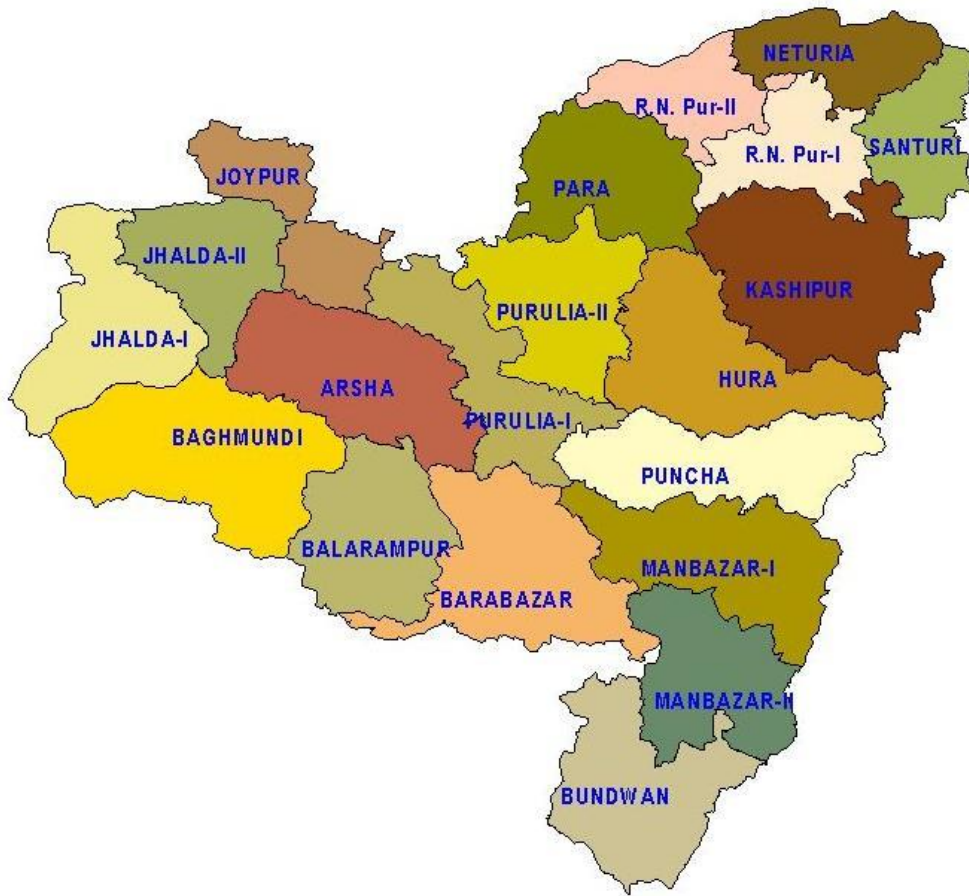 NETURIA
R.N. Pur-II
R.N. Pur-I
SANTURI
JOYPUR
PARA
JHALDA-II
KASHIPUR
PURULIA-II
JHALDA-I
HURA
ARSHA
PURULIA-I
BAGHMUNDI
PUNCHA
BALARAMPUR
MANBAZAR-I
BARABAZAR
MANBAZAR-II
BUNDWAN